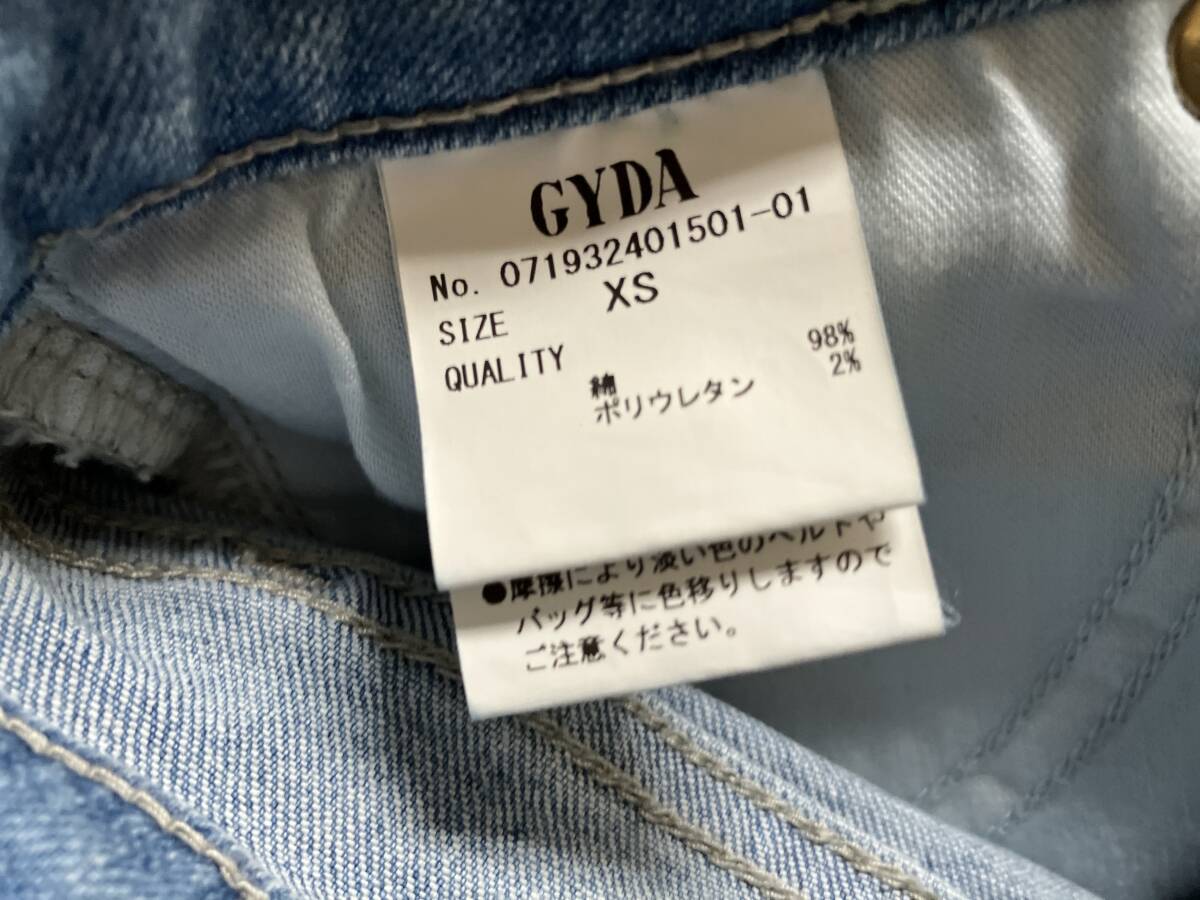 GYDA
No. 071932401501-01
SIZE XS
QUALITY
綿 98%
ポリウレタン 2%
●摩擦により淡い色のベルトや
バッグ等に色移りしますので
ご注意ください。